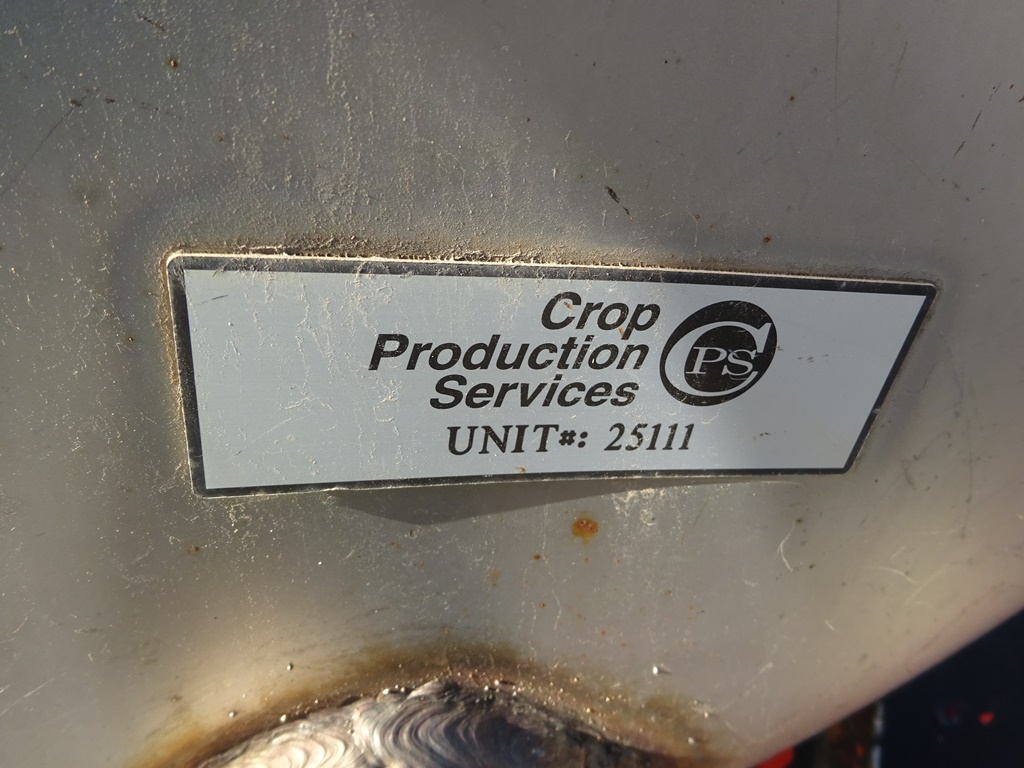 Crop
Production
Services
CPS
UNIT#: 25111